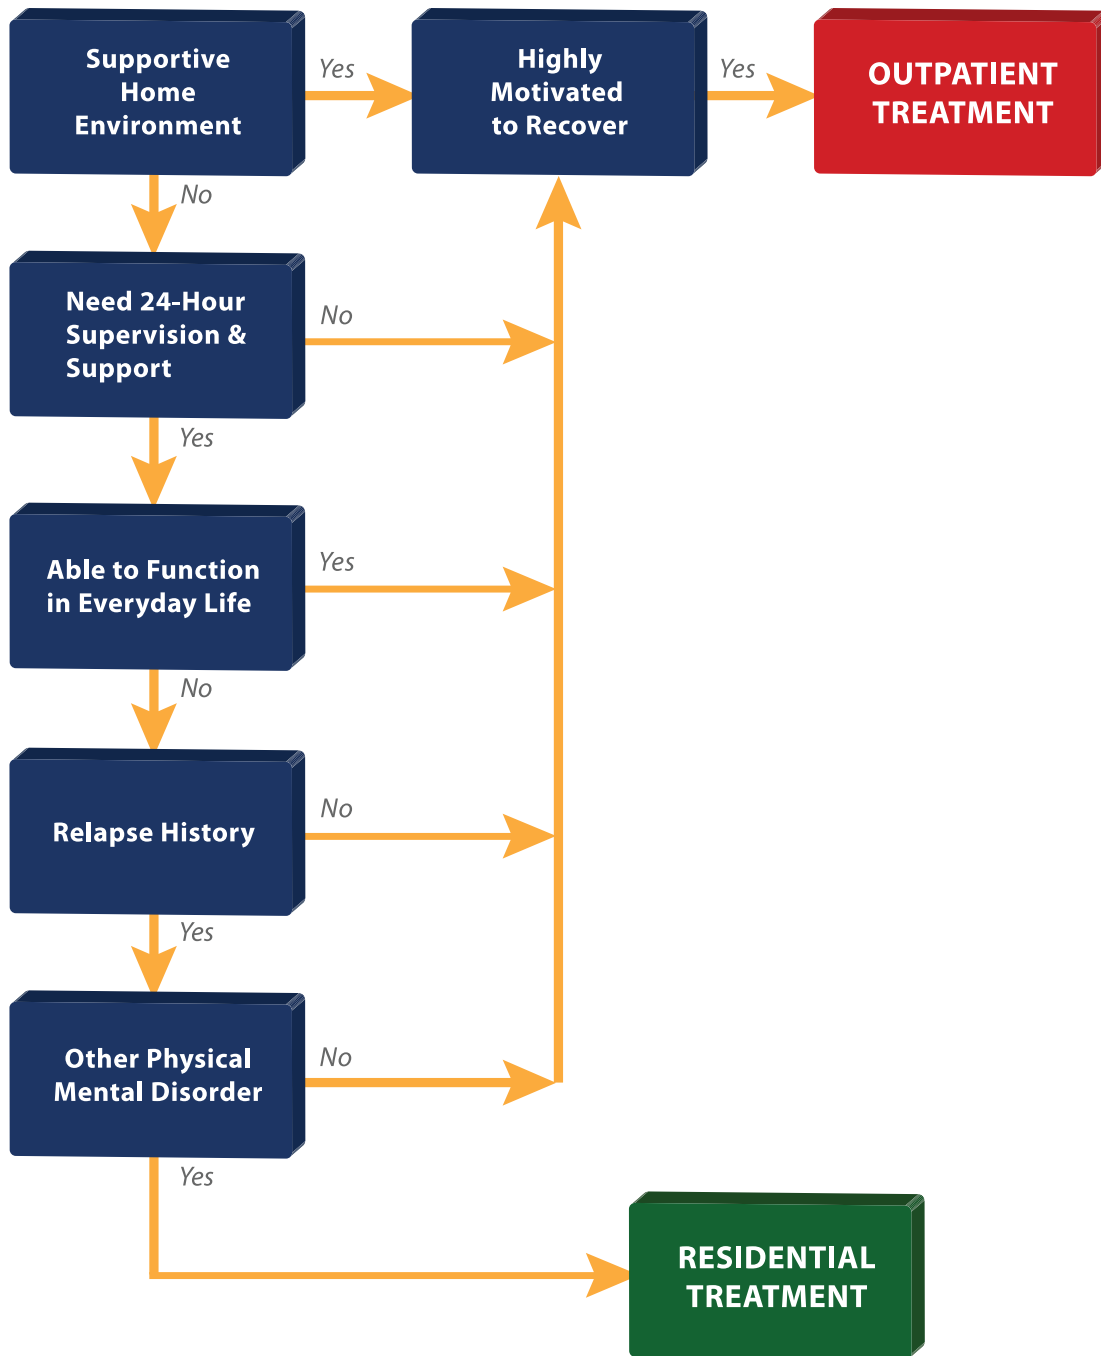 Supportive
Home
Environment
Yes
Highly
Motivated
to Recover
Yes
OUTPATIENT
TREATMENT
No
Need 24-Hour
Supervision &
Support
No
Yes
Able to Function
in Everyday Life
Yes
No
Relapse History
No
Yes
Other Physical
Mental Disorder
No
Yes
RESIDENTIAL
TREATMENT